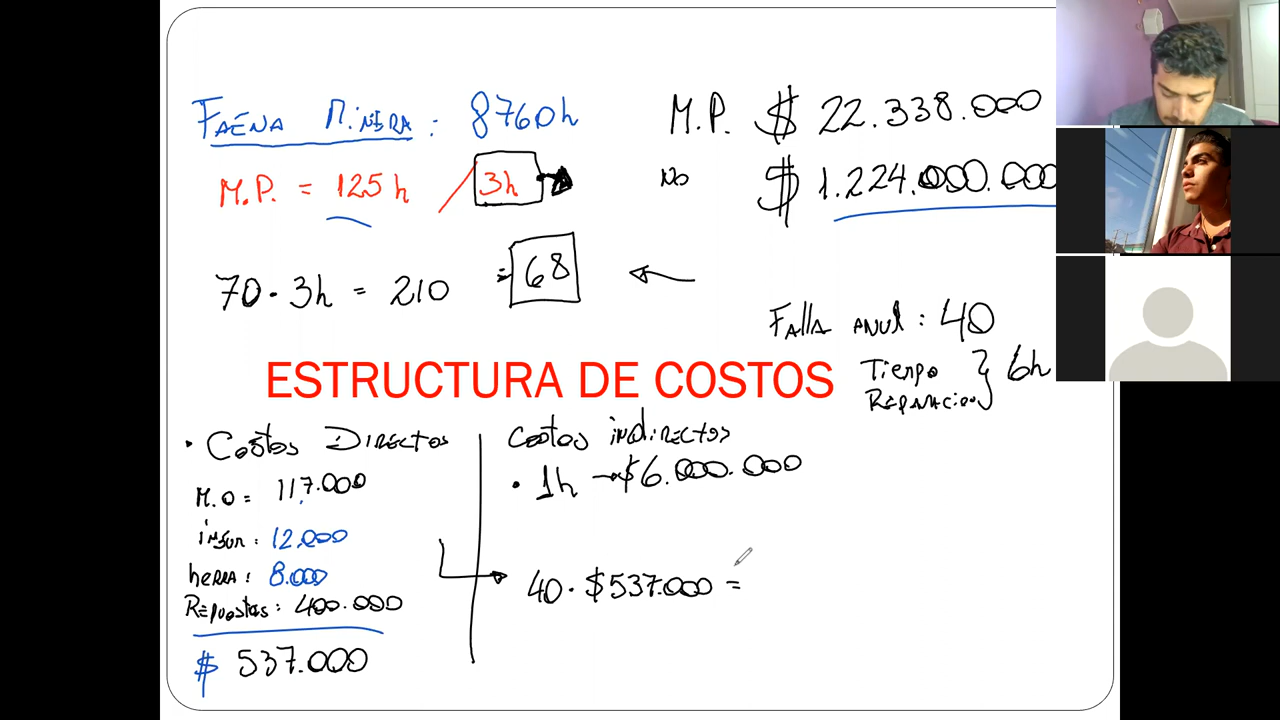 FAENA MINERA : 8760h
M.P. = 125 h / 3h
70 · 3h = 210 = 68
M.P. $ 22.338.000
NO $ 1.224.000.000
Falla anul : 40
Tiempo Reparacion } 6h
ESTRUCTURA DE COSTOS
· Costos Directos
M.O = 117.000
insum : 12.000
herra : 8.000
Repuestos : 400.000
$ 537.000
Costos indirectos
· 1h → $ 6.000.000
40 · $ 537.000 =